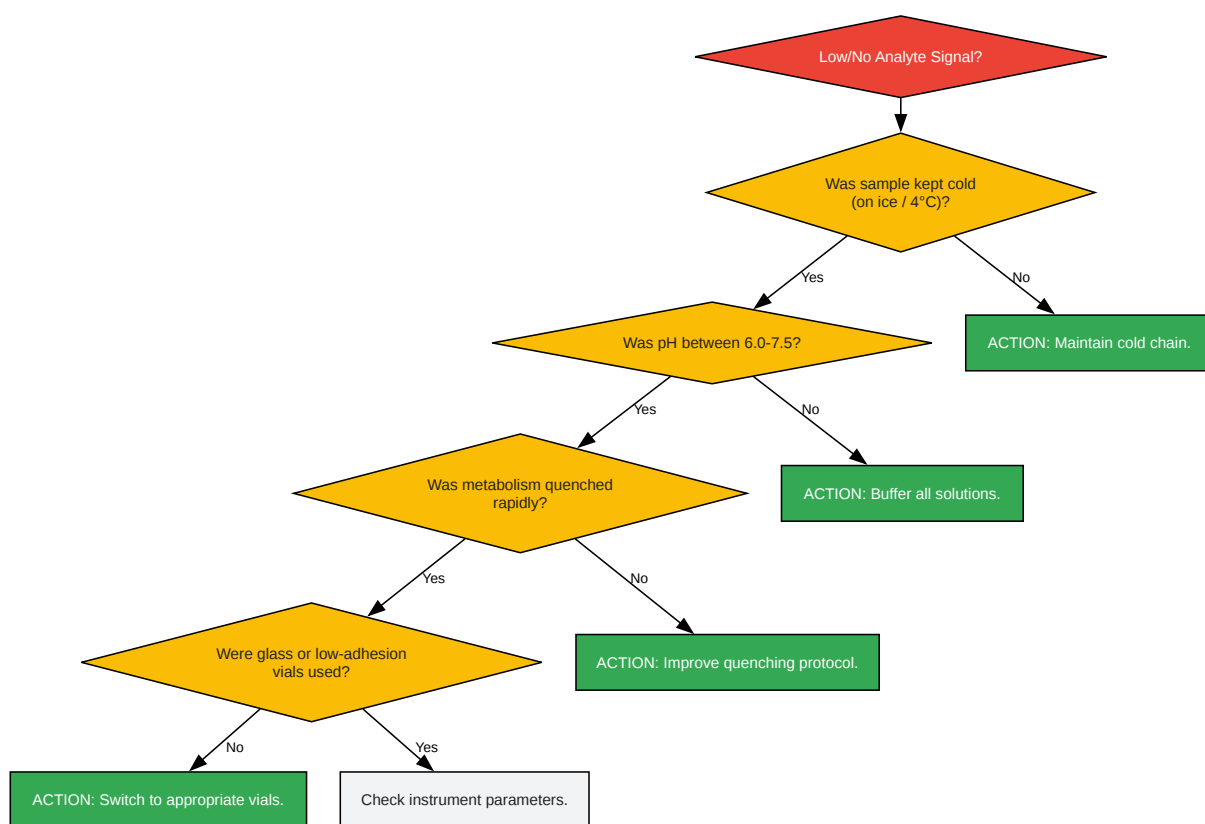 Low/No Analyte Signal?
Was sample kept cold
(on ice / 4°C)?
Yes
No
Was pH between 6.0-7.5?
ACTION: Maintain cold chain.
Yes
No
Was metabolism quenched
rapidly?
ACTION: Buffer all solutions.
Yes
No
Were glass or low-adhesion
vials used?
ACTION: Improve quenching protocol.
No
Yes
ACTION: Switch to appropriate vials.
Check instrument parameters.